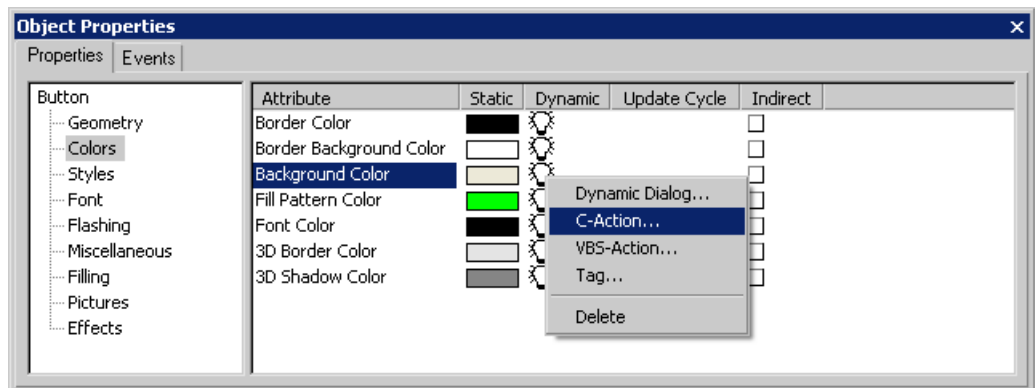 Object Properties
Properties Events
Button
Geometry
Colors
Styles
Font
Flashing
Miscellaneous
Filling
Pictures
Effects
Attribute Static Dynamic Update Cycle Indirect
Border Color
Border Background Color
Background Color
Fill Pattern Color
Font Color
3D Border Color
3D Shadow Color
Dynamic Dialog...
C-Action...
VBS-Action...
Tag...
Delete